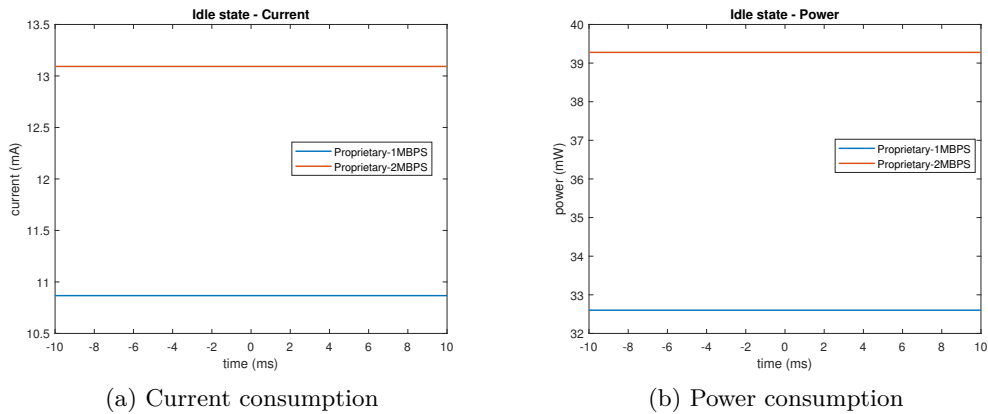 Idle state - Current
13.5
13
12.5
12
11.5
11
10.5
current (mA)
-10 -8 -6 -4 -2 0 2 4 6 8 10
time (ms)
Proprietary-1MBPS
Proprietary-2MBPS
(a) Current consumption
Idle state - Power
40
39
38
37
36
35
34
33
32
power (mW)
-10 -8 -6 -4 -2 0 2 4 6 8 10
time (ms)
Proprietary-1MBPS
Proprietary-2MBPS
(b) Power consumption